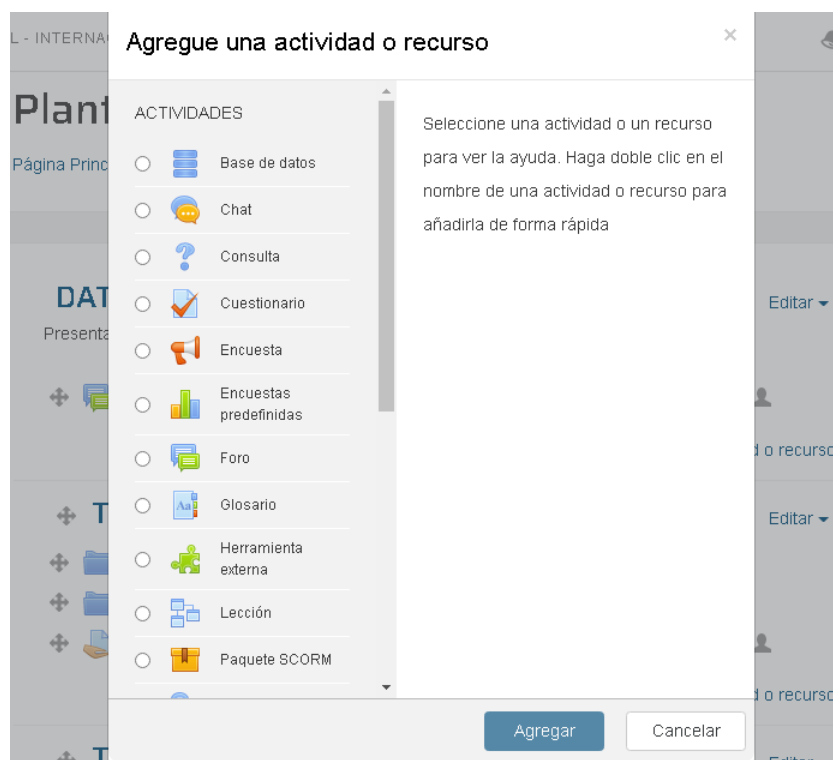 L - INTERNA
Agregue una actividad o recurso
×
Plan
Página Princ
ACTIVIDADES
Base de datos
Chat
Consulta
Cuestionario
Encuesta
Encuestas
predefinidas
Foro
Glosario
Herramienta
externa
Lección
Paquete SCORM
Seleccione una actividad o un recurso
para ver la ayuda. Haga doble clic en el
nombre de una actividad o recurso para
añadirla de forma rápida
DAT
Presenta
Editar
d o recurso
T
Editar
d o recurso
Agregar
Cancelar